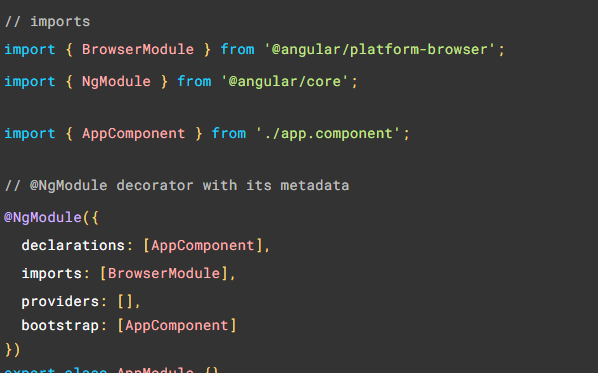 // imports
import { BrowserModule } from '@angular/platform-browser';
import { NgModule } from '@angular/core';
import { AppComponent } from './app.component';
// @NgModule decorator with its metadata
@NgModule({
declarations: [AppComponent],
imports: [BrowserModule],
providers: [],
bootstrap: [AppComponent]
})
export class AppModule {}